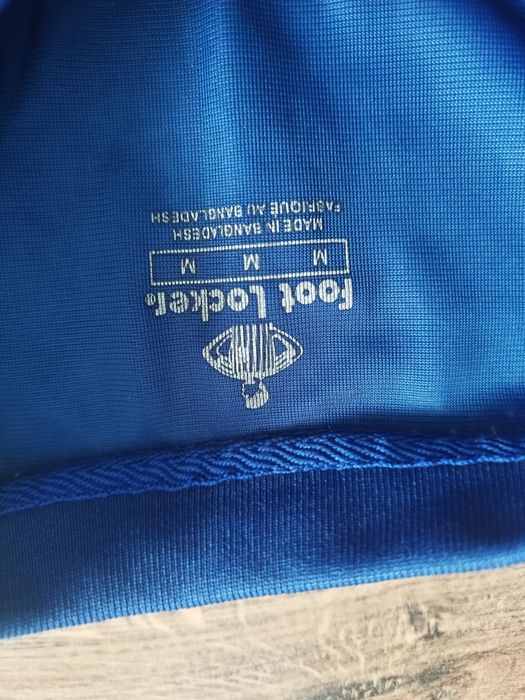 Foot Locker®
M M M
MADE IN BANGLADESH
FABRIQUÉ AU BANGLADESH